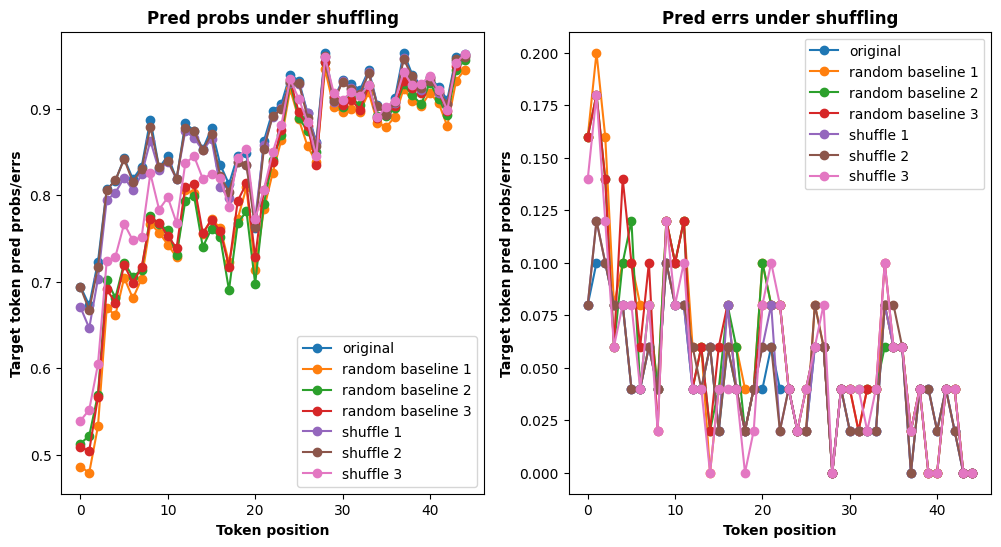 Pred probs under shuffling
Target token pred probs/errs
0.9
0.8
0.7
0.6
0.5
0
10
20
30
40
Token position
original
random baseline 1
random baseline 2
random baseline 3
shuffle 1
shuffle 2
shuffle 3
Pred errs under shuffling
Target token pred probs/errs
0.200
0.175
0.150
0.125
0.100
0.075
0.050
0.025
0.000
0
10
20
30
40
Token position
original
random baseline 1
random baseline 2
random baseline 3
shuffle 1
shuffle 2
shuffle 3